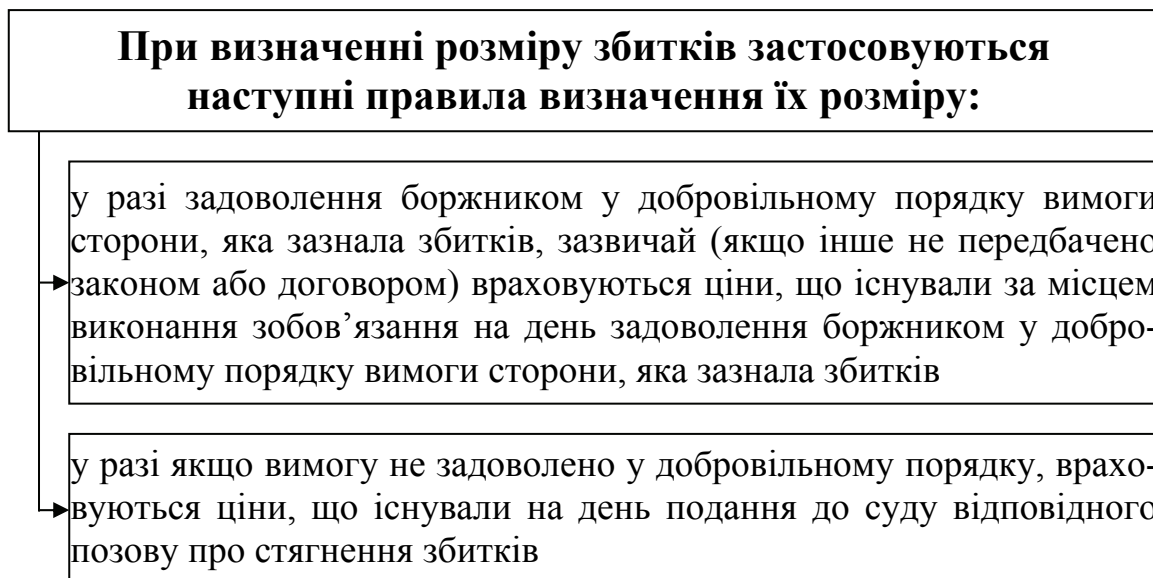 При визначенні розміру збитків застосовуються
наступні правила визначення їх розміру:
у разі задоволення боржником у добровільному порядку вимоги
сторони, яка зазнала збитків, зазвичай (якщо інше не передбачено
законом або договором) враховуються ціни, що існували за місцем
виконання зобов’язання на день задоволення боржником у добро-
вільному порядку вимоги сторони, яка зазнала збитків
у разі якщо вимогу не задоволено у добровільному порядку, врахо-
вуються ціни, що існували на день подання до суду відповідного
позову про стягнення збитків